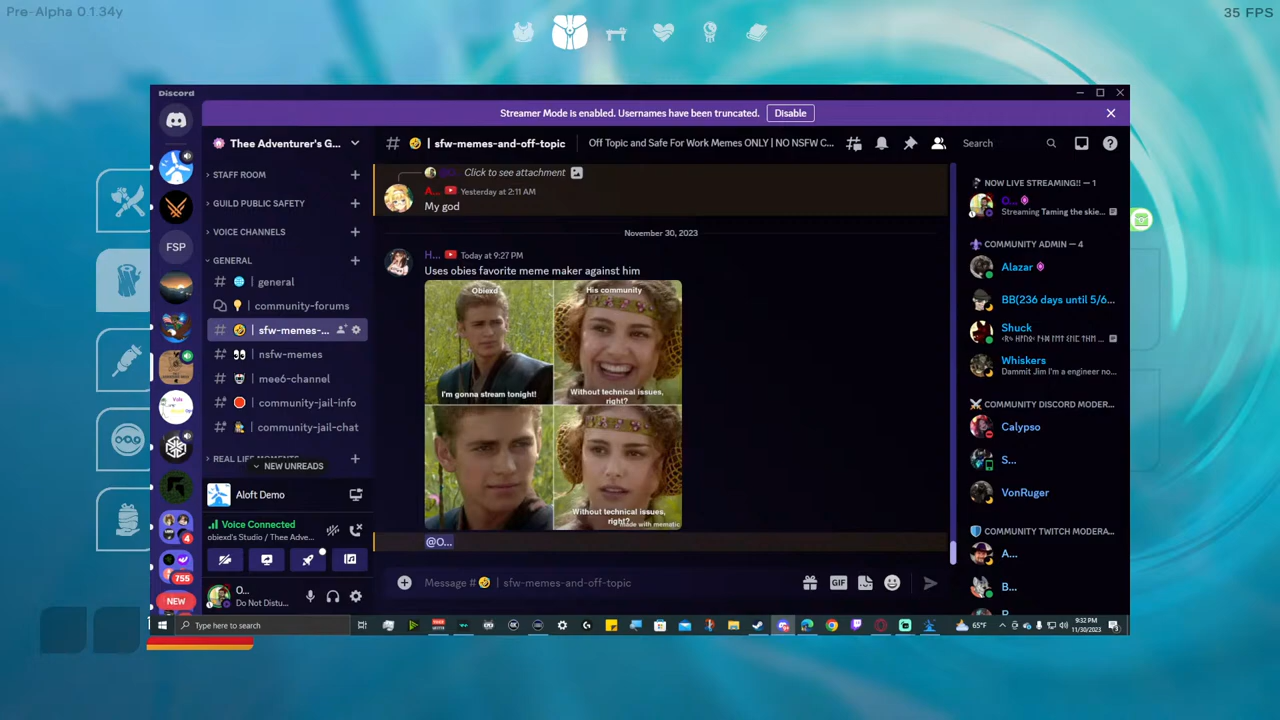 Pre-Alpha 0.1.34y
35 FPS
Discord
Streamer Mode is enabled. Usernames have been truncated.
Disable
Thee Adventurer's G...
| sfw-memes-and-off-topic
Off Topic and Safe For Work Memes ONLY | NO NSFW C...
Search
STAFF ROOM
GUILD PUBLIC SAFETY
VOICE CHANNELS
GENERAL
| general
| community-forums
| sfw-memes-...
| nsfw-memes
| mee6-channel
| community-jail-info
| community-jail-chat
REAL LIFE MOMENTS
NEW UNREADS
FSP
4
755
NEW
Aloft Demo
Voice Connected
obiexd's Studio / Thee Adve...
O...
Do Not Distu...
Click to see attachment
A...
Yesterday at 2:11 AM
My god
November 30, 2023
H...
Today at 9:27 PM
Uses obies favorite meme maker against him
Obiexd
His community
I'm gonna stream tonight!
Without technical issues,
right?
Without technical issues,
right?
made with mematic
@O...
Message #
| sfw-memes-and-off-topic
GIF
NOW LIVE STREAMING!! — 1
O...
Streaming Taming the skie...
COMMUNITY ADMIN — 4
Alazar
BB(236 days until 5/6...
Shuck
Whiskers
Dammit Jim I'm a engineer no...
COMMUNITY DISCORD MODER...
Calypso
S...
VonRuger
COMMUNITY TWITCH MODERA...
A...
B...
Type here to search
65°F
9:32 PM
11/30/2023